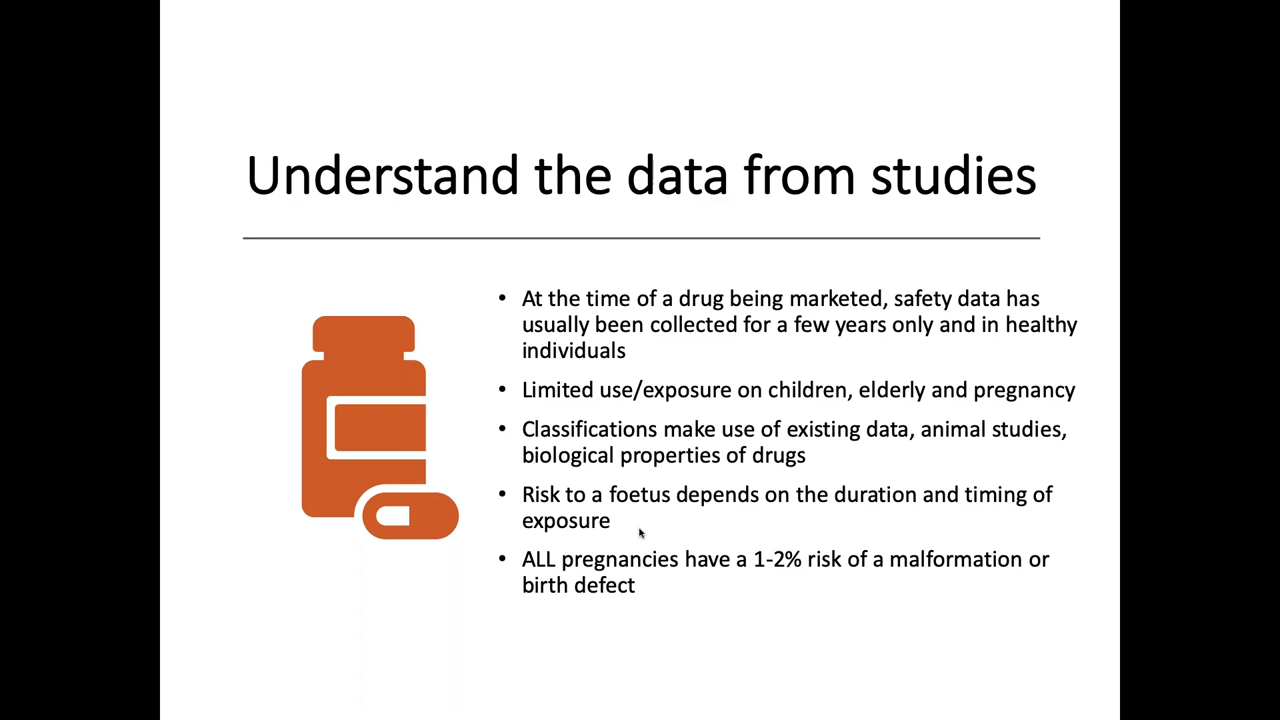 Understand the data from studies
• At the time of a drug being marketed, safety data has
usually been collected for a few years only and in healthy
individuals
• Limited use/exposure on children, elderly and pregnancy
• Classifications make use of existing data, animal studies,
biological properties of drugs
• Risk to a foetus depends on the duration and timing of
exposure
• ALL pregnancies have a 1-2% risk of a malformation or
birth defect